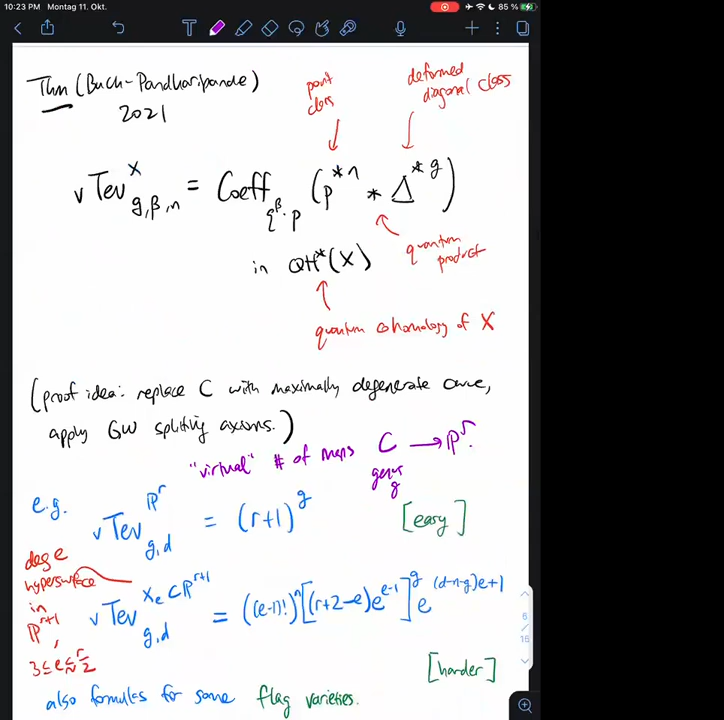 10:23 PM Montag 11. Okt.
85 %
Thm (Buch-Pandharipande)
2021
point class
deformed diagonal class
vTev^X_{g,β,n} = Coeff_{q^β·p} (p^{*n} * Δ^{*g})
quantum product
in QH*(X)
quantum cohomology of X
(proof idea: replace C with maximally degenerate curve,
apply GW splitting axioms.)
"virtual" # of maps C → P^r.
genus g
e.g.
vTev^{P^r}_{g,d} = (r+1)^g
[easy]
deg e
hypersurface
in
P^{r+1},
vTev^{X_e ⊂ P^{r+1}}_{g,d} = ((e-1)!)^n [(r+2-e)e^{e-1}]^g e^{(d-n-g)e+1}
[harder]
also formulas for some flag varieties.
6
/